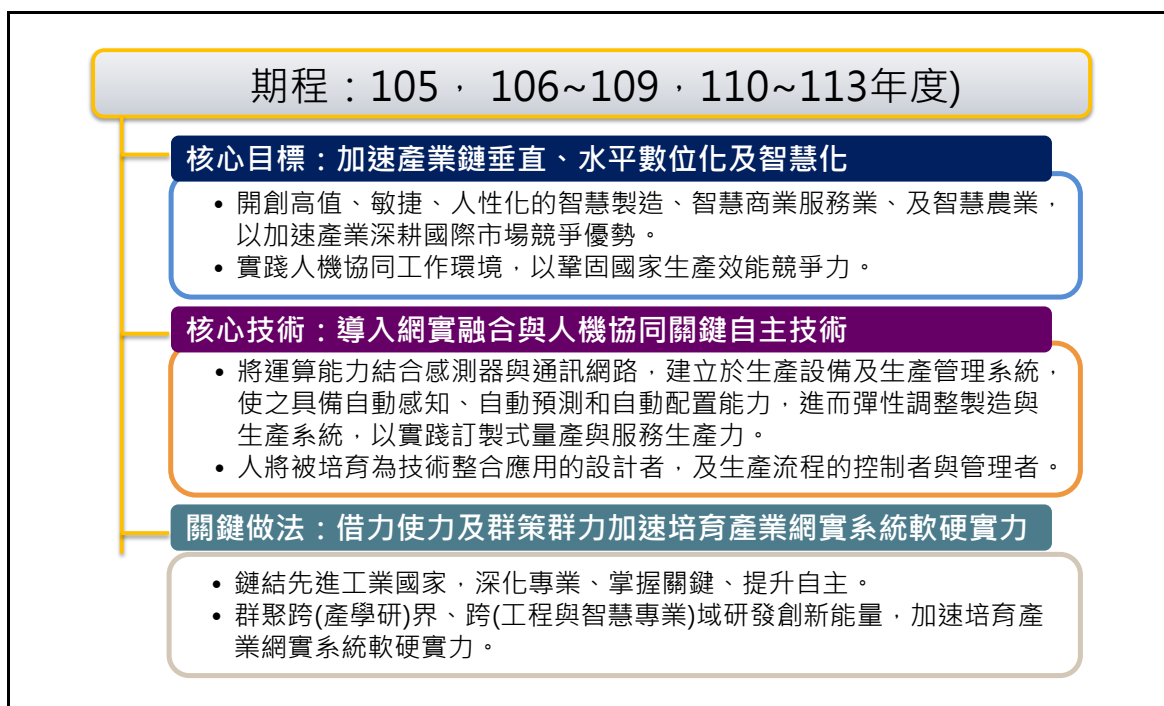 期程：105， 106~109，110~113年度)
核心目標：加速產業鏈垂直、水平數位化及智慧化
• 開創高值、敏捷、人性化的智慧製造、智慧商業服務業、及智慧農業，
以加速產業深耕國際市場競爭優勢。
• 實踐人機協同工作環境，以鞏固國家生產效能競爭力。
核心技術：導入網實融合與人機協同關鍵自主技術
• 將運算能力結合感測器與通訊網路，建立於生產設備及生產管理系統，
使之具備自動感知、自動預測和自動配置能力，進而彈性調整製造與
生產系統，以實踐訂製式量產與服務生產力。
• 人將被培育為技術整合應用的設計者，及生產流程的控制者與管理者。
關鍵做法：借力使力及群策群力加速培育產業網實系統軟硬實力
• 鏈結先進工業國家，深化專業、掌握關鍵、提升自主。
• 群聚跨(產學研)界、跨(工程與智慧專業)域研發創新能量，加速培育產
業網實系統軟硬實力。